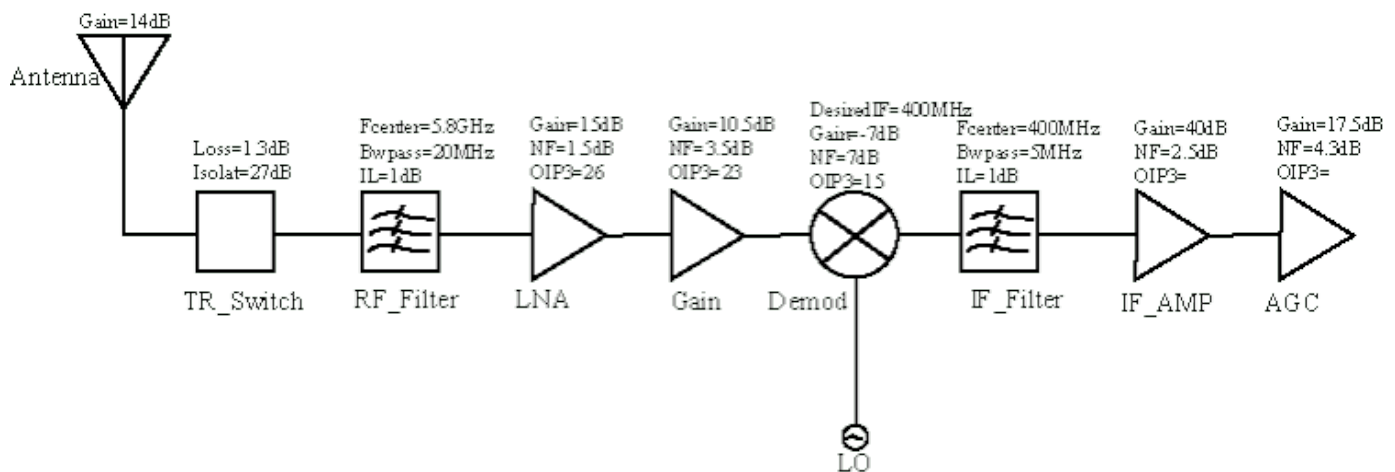 Gain=14dB
Antenna
Loss=1.3dB
Isolat=27dB
TR_Switch
Fcenter=5.8GHz
Bwpass=20MHz
IL=1dB
RF_Filter
Gain=15dB
NF=1.5dB
OIP3=26
LNA
Gain=10.5dB
NF=3.5dB
OIP3=23
Gain
DesiredIF=400MHz
Gain=-7dB
NF=7dB
OIP3=15
Demod
LO
Fcenter=400MHz
Bwpass=5MHz
IL=1dB
IF_Filter
Gain=40dB
NF=2.5dB
OIP3=
IF_AMP
Gain=17.5dB
NF=4.3dB
OIP3=
AGC